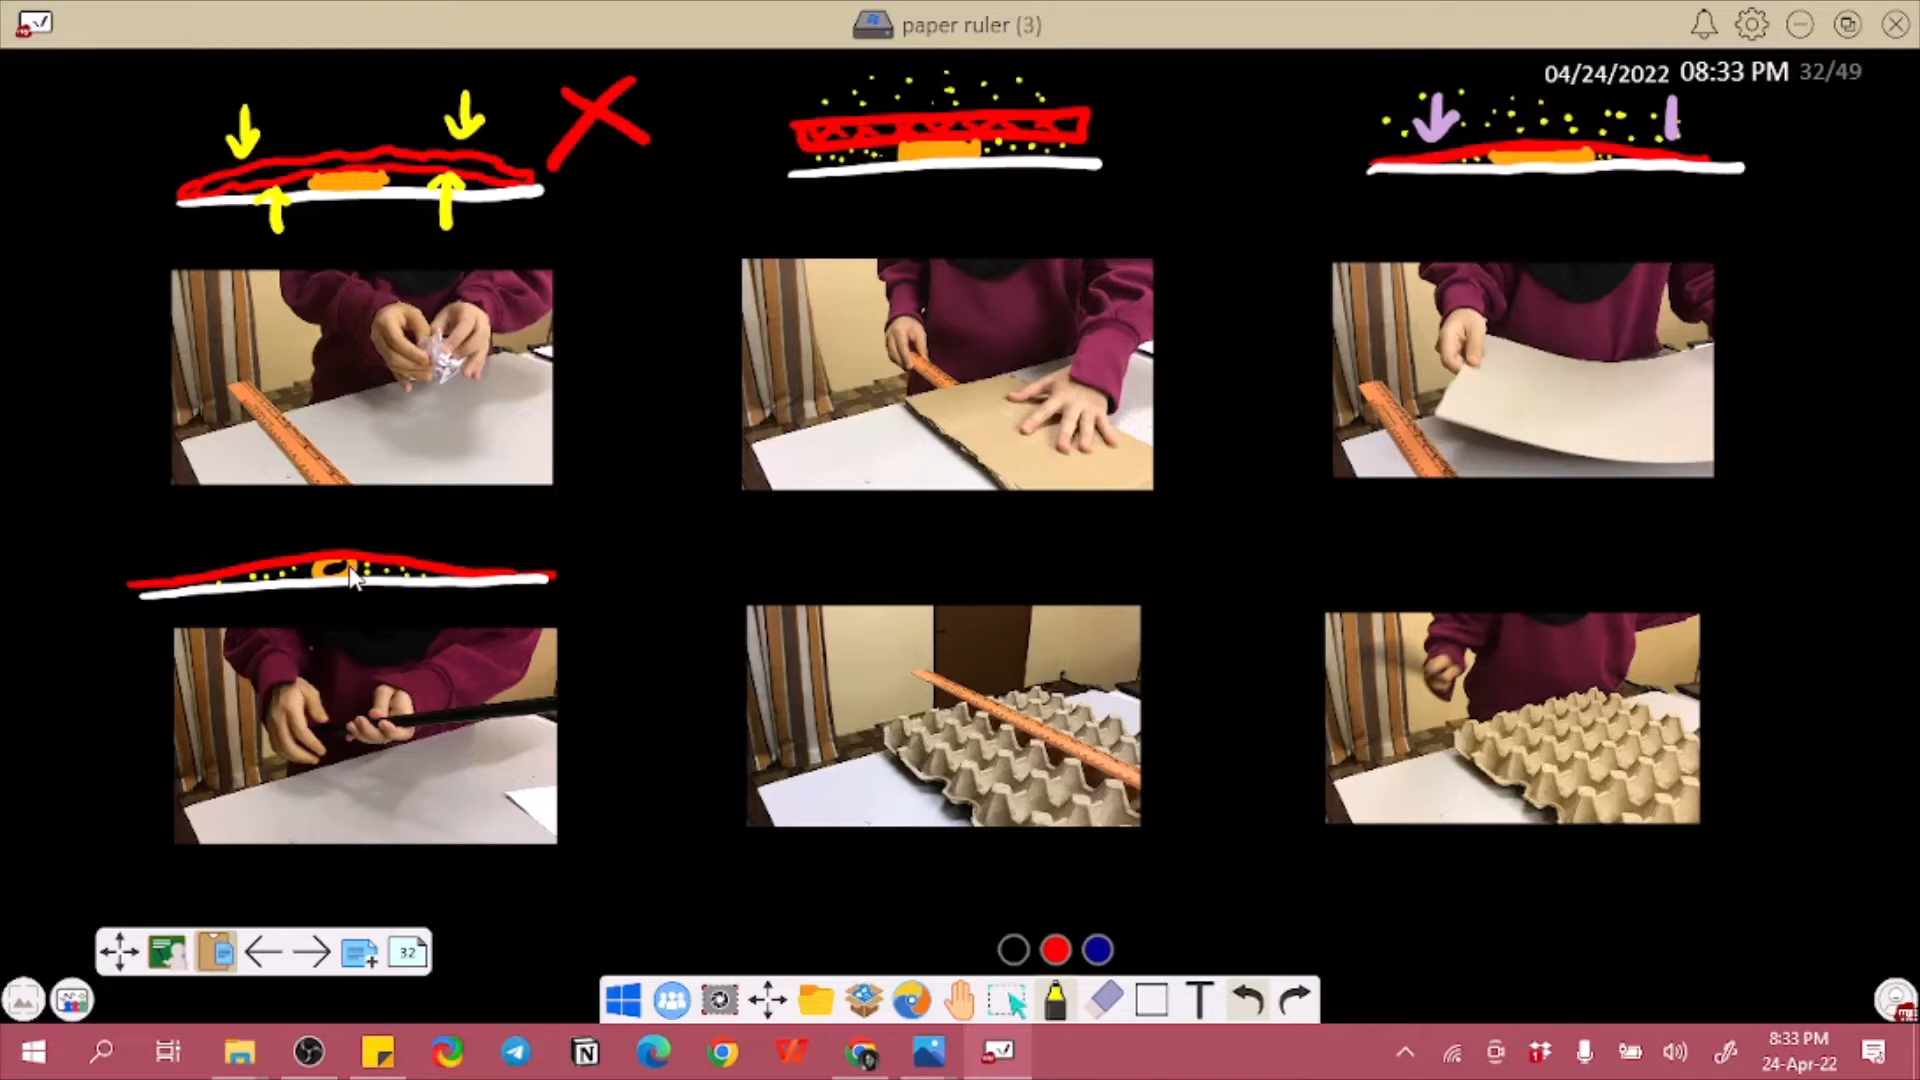 paper ruler (3)
04/24/2022 08:33 PM 32/49
32
T
8:33 PM
24-Apr-22